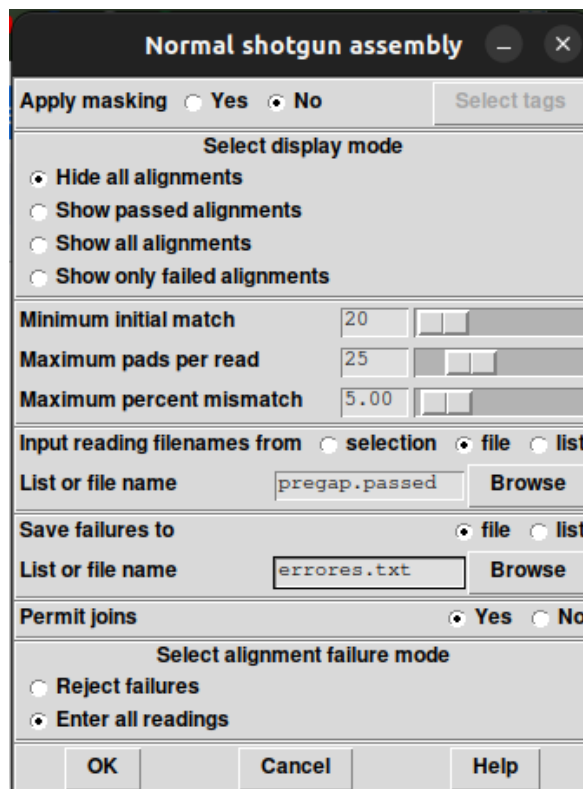 Normal shotgun assembly
Apply masking Yes No Select tags
Select display mode
Hide all alignments
Show passed alignments
Show all alignments
Show only failed alignments
Minimum initial match 20
Maximum pads per read 25
Maximum percent mismatch 5.00
Input reading filenames from selection file list
List or file name pregap.passed Browse
Save failures to file list
List or file name errores.txt Browse
Permit joins Yes No
Select alignment failure mode
Reject failures
Enter all readings
OK Cancel Help